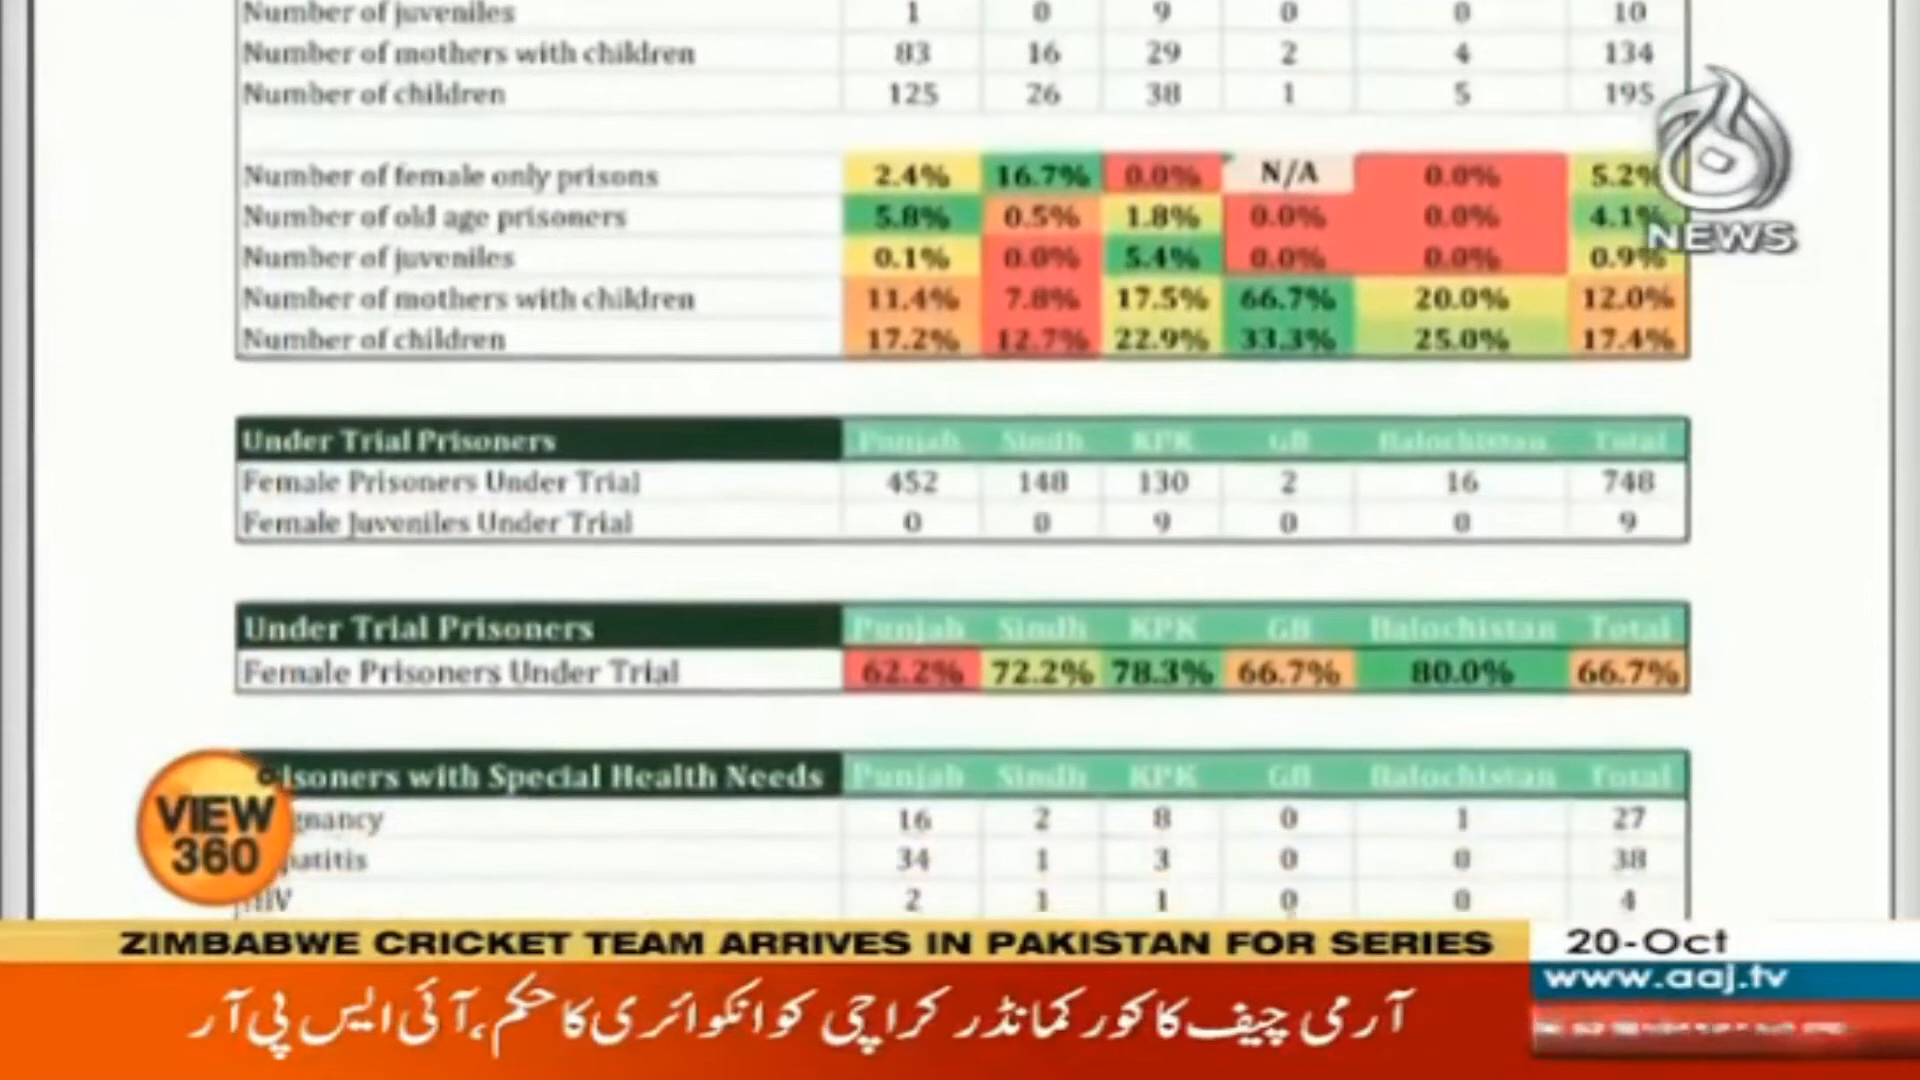 Number of juveniles 1 0 9 0 0 10
Number of mothers with children 83 16 29 2 4 134
Number of children 125 26 38 1 5 195
Number of female only prisons 2.4% 16.7% 0.0% N/A 0.0% 5.2%
Number of old age prisoners 5.8% 0.5% 1.8% 0.0% 0.0% 4.1%
Number of juveniles 0.1% 0.0% 5.4% 0.0% 0.0% 0.9%
Number of mothers with children 11.4% 7.8% 17.5% 66.7% 20.0% 12.0%
Number of children 17.2% 12.7% 22.9% 33.3% 25.0% 17.4%
NEWS
Under Trial Prisoners Punjab Sindh KPK GB Balochistan Total
Female Prisoners Under Trial 452 148 130 2 16 748
Female Juveniles Under Trial 0 0 9 0 0 9
Under Trial Prisoners Punjab Sindh KPK GB Balochistan Total
Female Prisoners Under Trial 62.2% 72.2% 78.3% 66.7% 80.0% 66.7%
isoners with Special Health Needs Punjab Sindh KPK GB Balochistan Total
gnancy 16 2 8 0 1 27
patitis 34 1 3 0 0 38
HIV 2 1 1 0 0 4
VIEW
360
ZIMBABWE CRICKET TEAM ARRIVES IN PAKISTAN FOR SERIES
20-Oct
www.aaj.tv
آرمی چیف کا کور کمانڈر کراچی کو انکوائری کا حکم، آئی ایس پی آر